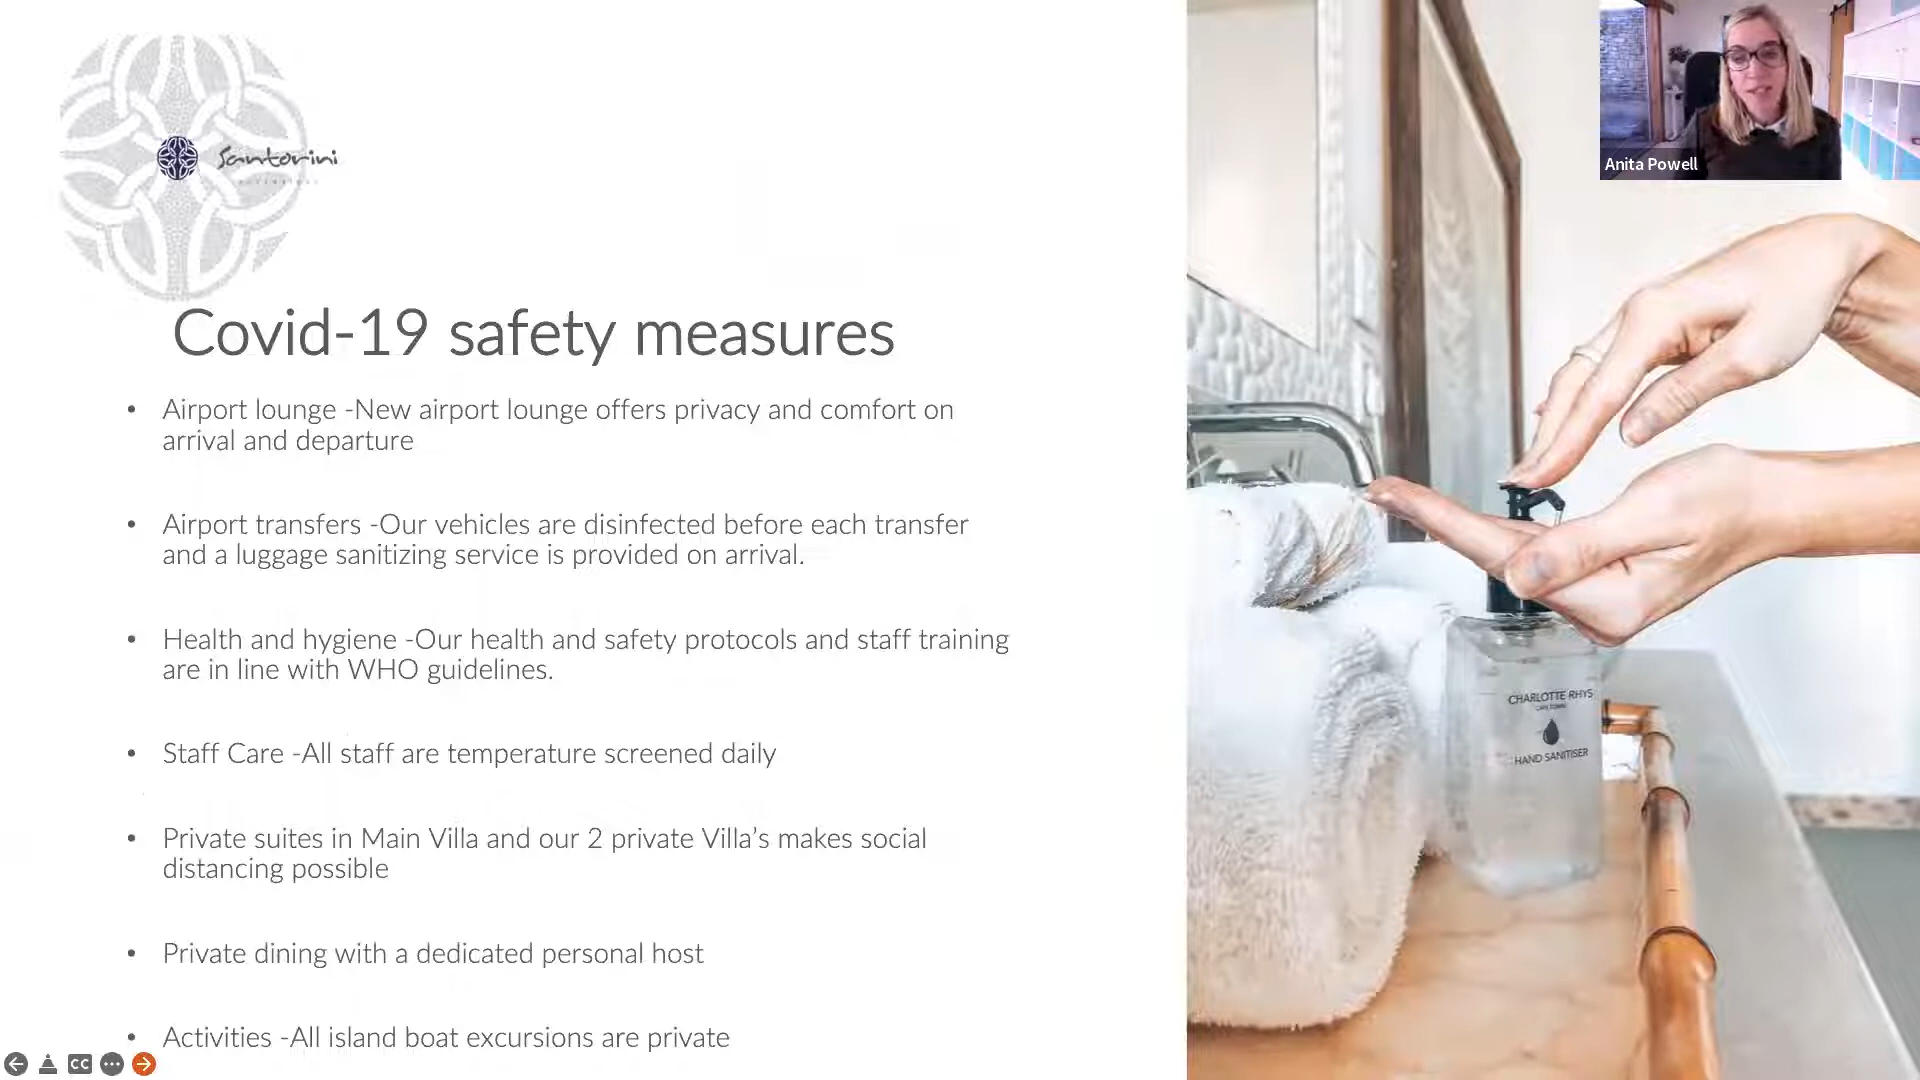 Santorini
Anita Powell
Covid-19 safety measures
• Airport lounge -New airport lounge offers privacy and comfort on
arrival and departure
• Airport transfers -Our vehicles are disinfected before each transfer
and a luggage sanitizing service is provided on arrival.
• Health and hygiene -Our health and safety protocols and staff training
are in line with WHO guidelines.
• Staff Care -All staff are temperature screened daily
• Private suites in Main Villa and our 2 private Villa’s makes social
distancing possible
• Private dining with a dedicated personal host
• Activities -All island boat excursions are private
CHARLOTTE RHYS
HAND SANITISER
CC